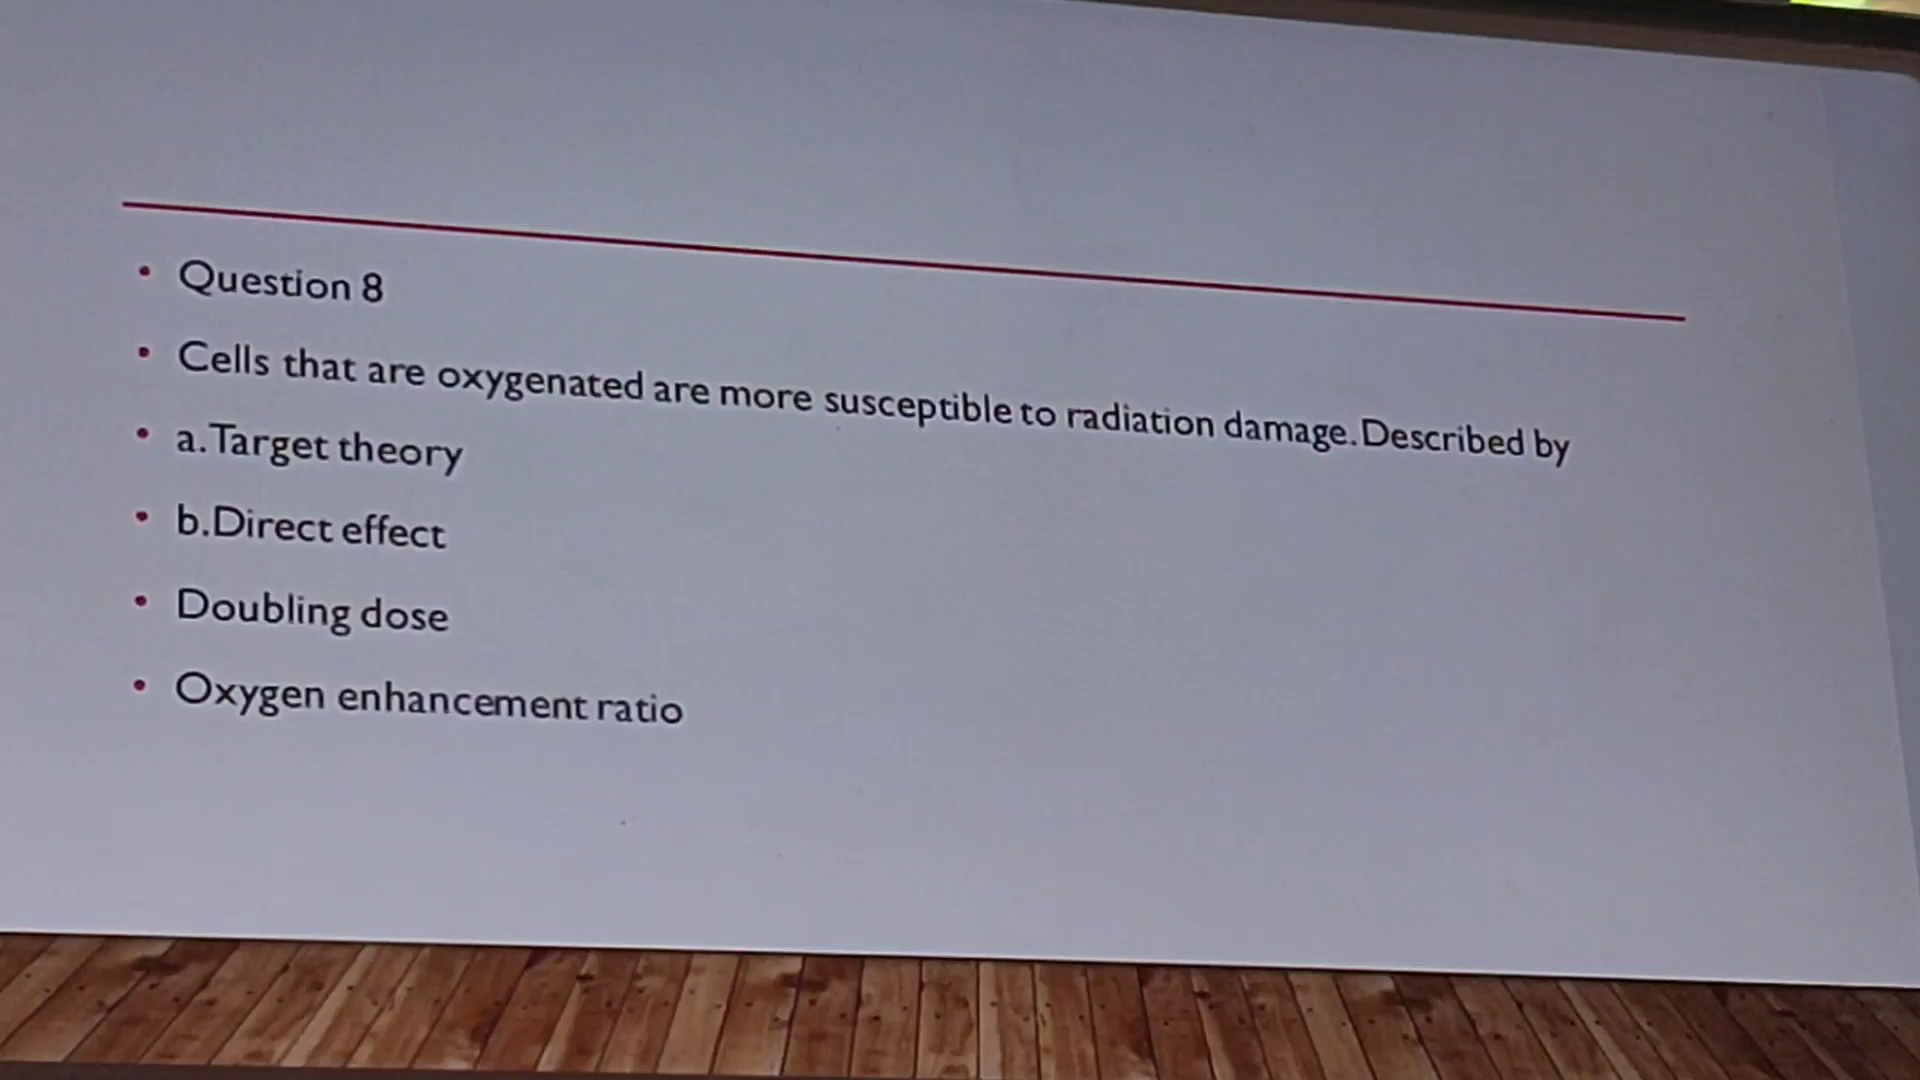 • Question 8
• Cells that are oxygenated are more susceptible to radiation damage. Described by
• a. Target theory
• b.Direct effect
• Doubling dose
• Oxygen enhancement ratio